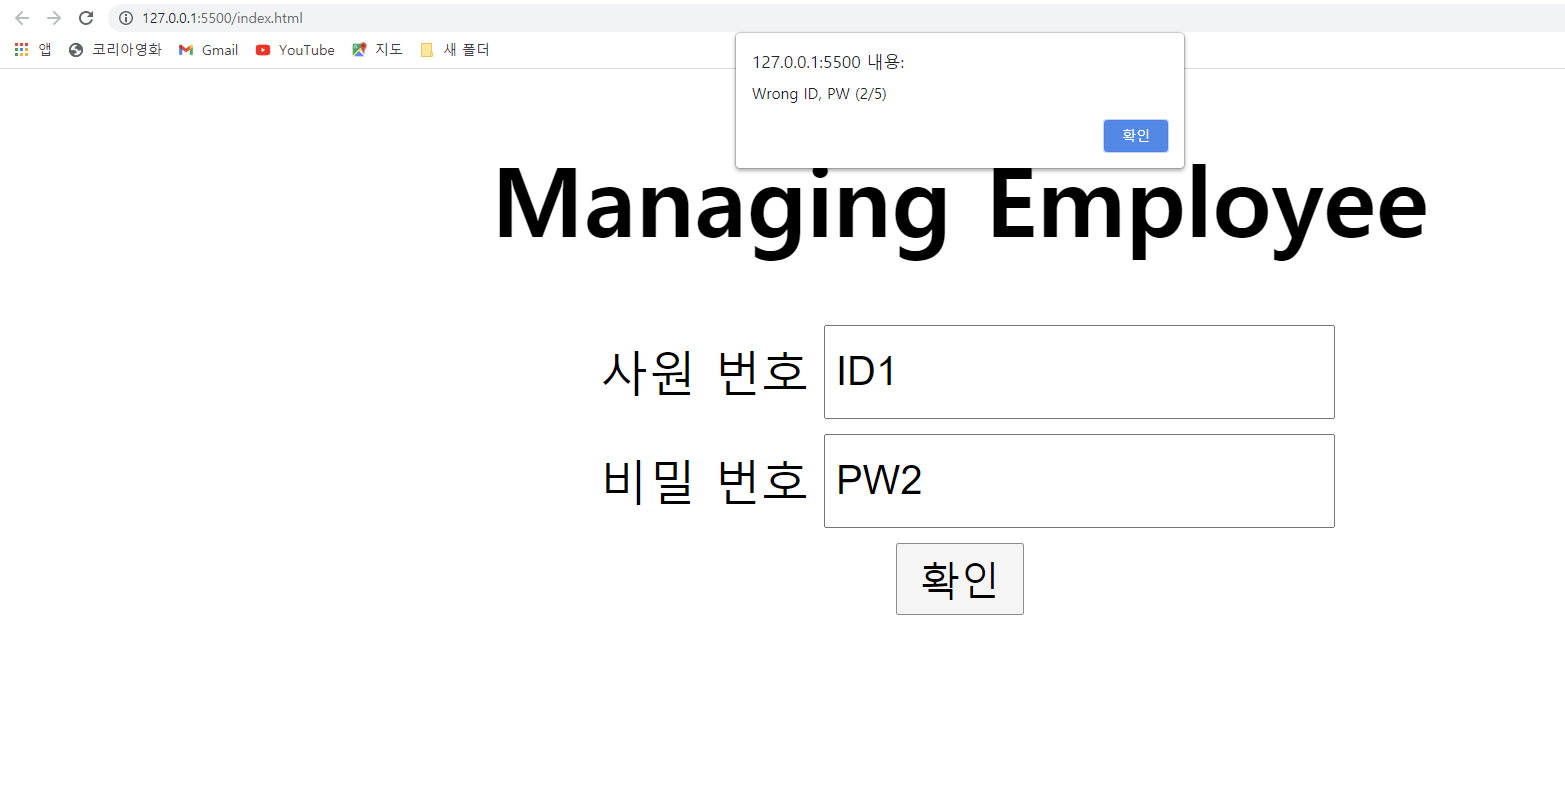 127.0.0.1:5500/index.html
앱 코리아영화 Gmail YouTube 지도 새 폴더
127.0.0.1:5500 내용:
Wrong ID, PW (2/5)
확인
Managing Employee
사원 번호 ID1
비밀 번호 PW2
확인